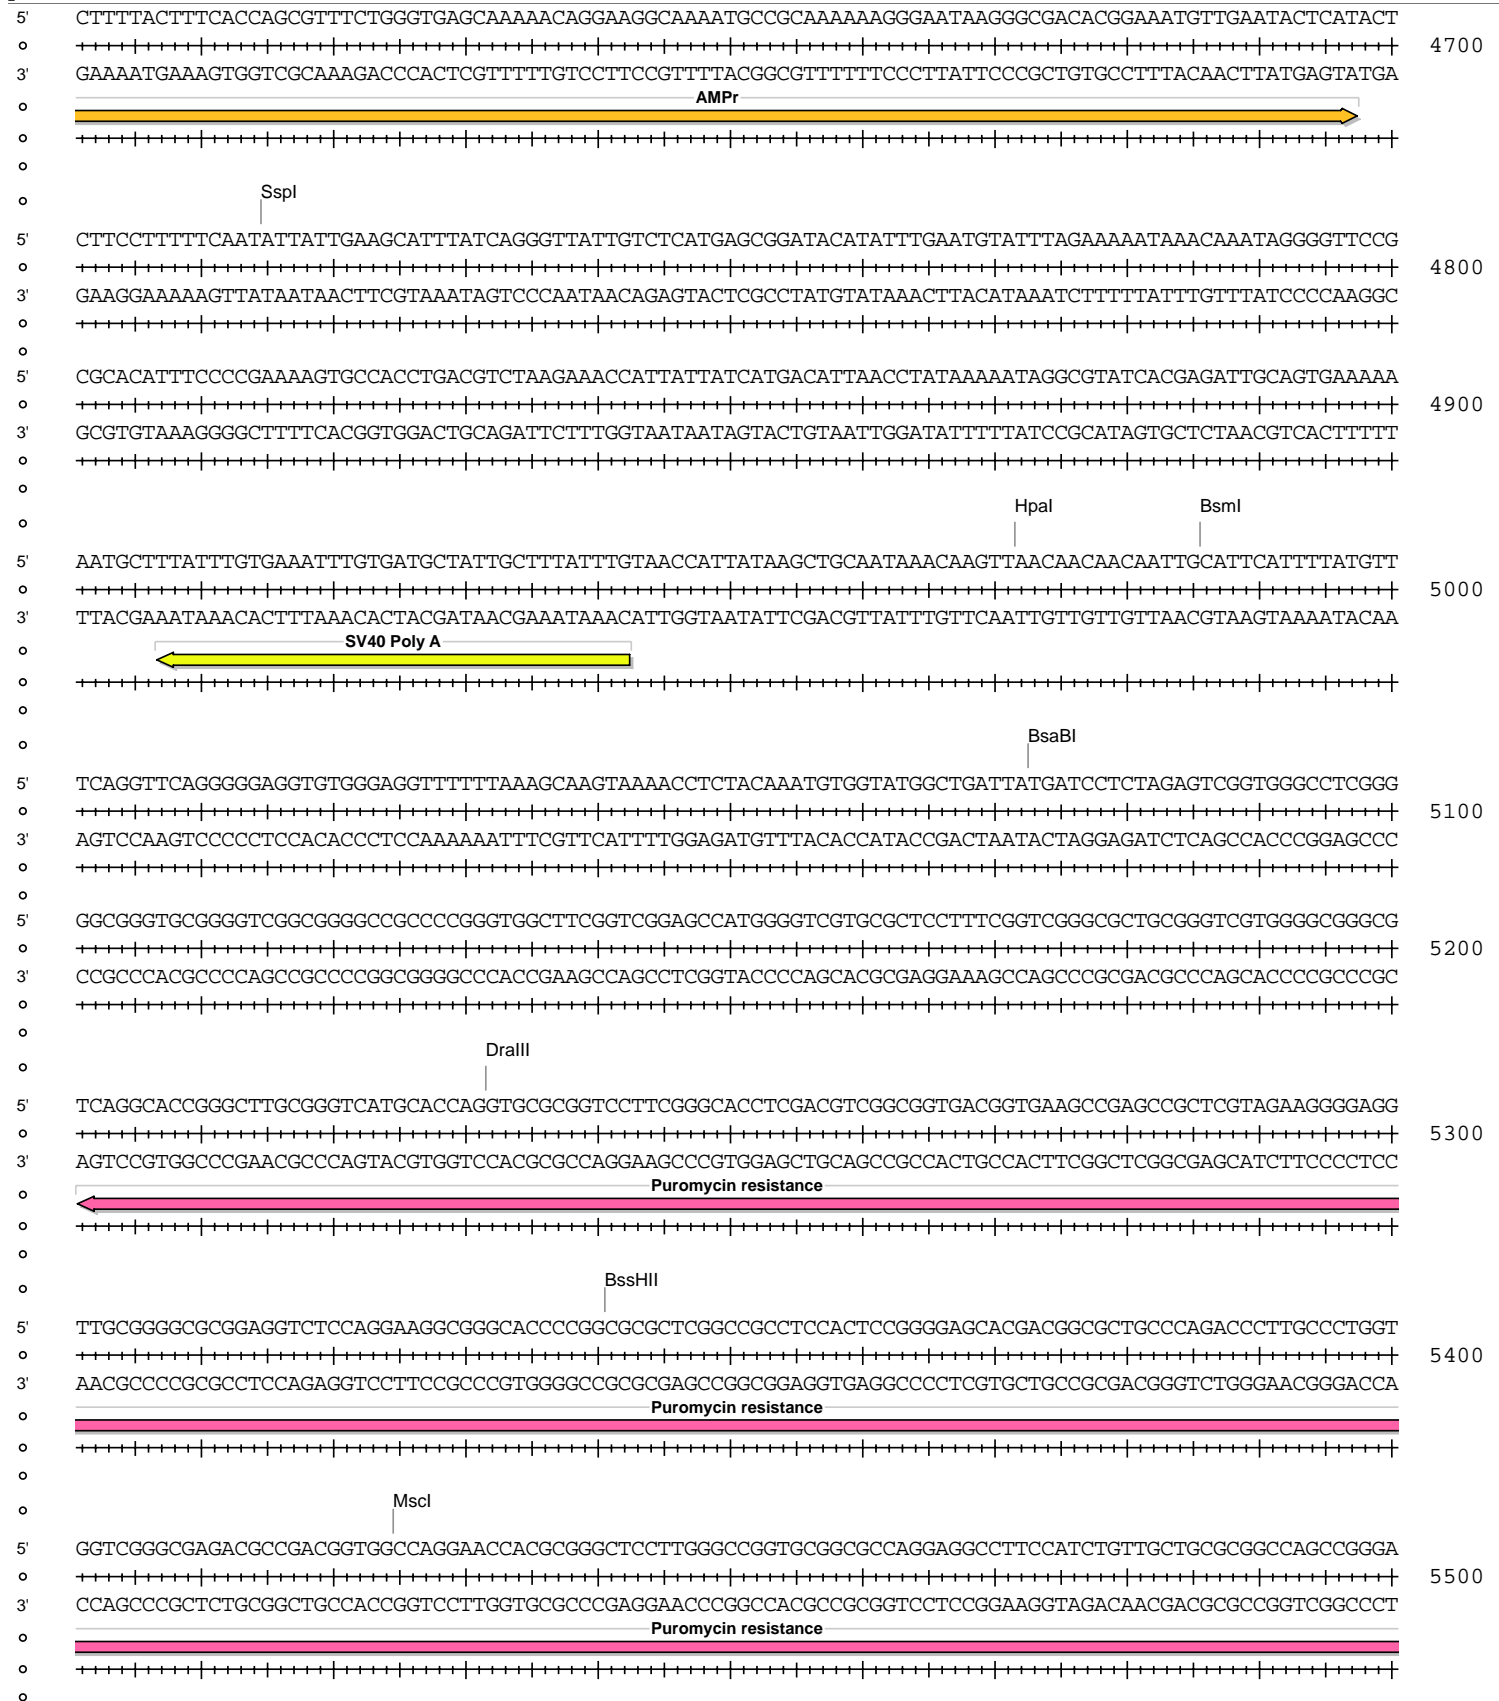 5' CTTTTACTTTCACCAGCGTTTCTGGGTGAGCAAAAACAGGAAGGCAAAATGCCGCAAAAAAGGGAATAAGGGCGACACGGAAATGTTGAATACTCATACT
4700
3' GAAAATGAAAGTGGTCGCAAAGACCCACTCGTTTTTGTCCTTCCGTTTTACGGCGTTTTTTCCCTTATTCCCGCTGTGCCTTTACAACTTATGAGTATGA
AMPr
SspI
5' CTTCCTTTTTCAATATTATTGAAGCATTTATCAGGGTTATTGTCTCATGAGCGGATACATATTTGAATGTATTTAGAAAAATAAACAAATAGGGGTTCCG
4800
3' GAAGGAAAAAGTTATAATAACTTCGTAAATAGTCCCAATAACAGAGTACTCGCCTATGTATAAACTTACATAAATCTTTTTATTTGTTTATCCCCAAGGC
5' CGCACATTTCCCCGAAAAGTGCCACCTGACGTCTAAGAAACCATTATTATCATGACATTAACCTATAAAAATAGGCGTATCACGAGATTGCAGTGAAAAA
4900
3' GCGTGTAAAGGGGCTTTTCACGGTGGACTGCAGATTCTTTGGTAATAATAGTACTGTAATTGGATATTTTTATCCGCATAGTGCTCTAACGTCACTTTTT
HpaI BsmI
5' AATGCTTTATTTGTGAAATTTGTGATGCTATTGCTTTATTTGTAACCATTATAAGCTGCAATAAACAAGTTAACAACAACAATTGCATTCATTTTATGTT
5000
3' TTACGAAATAAACACTTTAAACACTACGATAACGAAATAAACATTGGTAATATTCGACGTTATTTGTTCAATTGTTGTTGTTAACGTAAGTAAAATACAA
SV40 Poly A
BsaBI
5' TCAGGTTCAGGGGGAGGTGTGGGAGGTTTTTTAAAGCAAGTAAAACCTCTACAAATGTGGTATGGCTGATTATGATCCTCTAGAGTCGGTGGGCCTCGGG
5100
3' AGTCCAAGTCCCCCTCCACACCCTCCAAAAAATTTCGTTCATTTTGGAGATGTTTACACCATACCGACTAATACTAGGAGATCTCAGCCACCCGGAGCCC
5' GGCGGGTGCGGGGTCGGCGGGGCCGCCCCGGGTGGCTTCGGTCGGAGCCATGGGGTCGTGCGCTCCTTTCGGTCGGGCGCTGCGGGTCGTGGGGCGGGCG
5200
3' CCGCCCACGCCCCAGCCGCCCCGGCGGGGCCCACCGAAGCCAGCCTCGGTACCCCAGCACGCGAGGAAAGCCAGCCCGCGACGCCCAGCACCCCGCCCGC
DraIII
5' TCAGGCACCGGGCTTGCGGGTCATGCACCAGGTGCGCGGTCCTTCGGGCACCTCGACGTCGGCGGTGACGGTGAAGCCGAGCCGCTCGTAGAAGGGGAGG
5300
3' AGTCCGTGGCCCGAACGCCCAGTACGTGGTCCACGCGCCAGGAAGCCCGTGGAGCTGCAGCCGCCACTGCCACTTCGGCTCGGCGAGCATCTTCCCCTCC
Puromycin resistance
BssHII
5' TTGCGGGGCGCGGAGGTCTCCAGGAAGGCGGGCACCCCGGCGCGCTCGGCCGCCTCCACTCCGGGGAGCACGACGGCGCTGCCCAGACCCTTGCCCTGGT
5400
3' AACGCCCCGCGCCTCCAGAGGTCCTTCCGCCCGTGGGGCCGCGCGAGCCGGCGGAGGTGAGGCCCCTCGTGCTGCCGCGACGGGTCTGGGAACGGGACCA
Puromycin resistance
MscI
5' GGTCGGGCGAGACGCCGACGGTGGCCAGGAACCACGCGGGCTCCTTGGGCCGGTGCGGCGCCAGGAGGCCTTCCATCTGTTGCTGCGCGGCCAGCCGGGA
5500
3' CCAGCCCGCTCTGCGGCTGCCACCGGTCCTTGGTGCGCCCGAGGAACCCGGCCACGCCGCGGTCCTCCGGAAGGTAGACAACGACGCGCCGGTCGGCCCT
Puromycin resistance